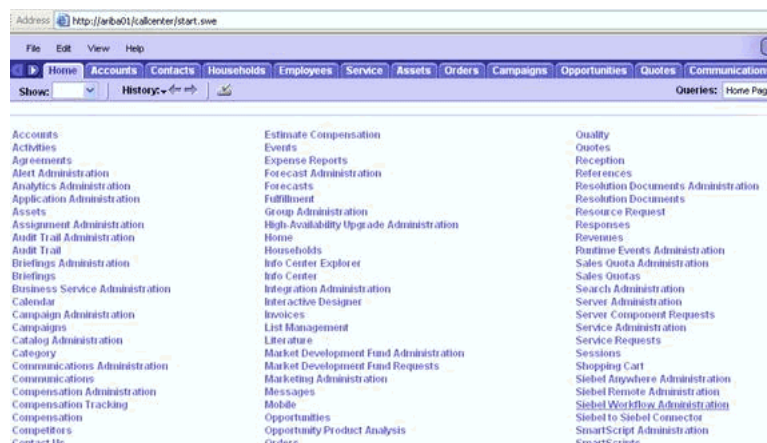 Address http://ariba01/callcenter/start.swe
File Edit View Help
Home Accounts Contacts Households Employees Service Assets Orders Campaigns Opportunities Quotes Communication
Show: History: Queries: Home Pag
Accounts Estimate Compensation Quality
Activities Events Quotes
Agreements Expense Reports Reception
Alert Administration Forecast Administration References
Analytics Administration Forecasts Resolution Documents Administration
Application Administration Fulfillment Resolution Documents
Assets Group Administration Resource Request
Assignment Administration High-Availability Upgrade Administration Responses
Audit Trail Administration Home Revenues
Audit Trail Households Runtime Events Administration
Briefings Administration Info Center Explorer Sales Quota Administration
Briefings Info Center Sales Quotas
Business Service Administration Integration Administration Search Administration
Calendar Interactive Designer Server Administration
Campaign Administration Invoices Server Component Requests
Campaigns List Management Service Administration
Catalog Administration Literature Service Requests
Category Market Development Fund Administration Sessions
Communications Administration Market Development Fund Requests Shopping Cart
Communications Marketing Administration Siebel Anywhere Administration
Compensation Administration Messages Siebel Remote Administration
Compensation Tracking Mobile Siebel Workflow Administration
Compensation Opportunities Siebel to Siebel Connector
Competitors Opportunity Product Analysis SmartScript Administration
Contact Us Orders SmartScripts